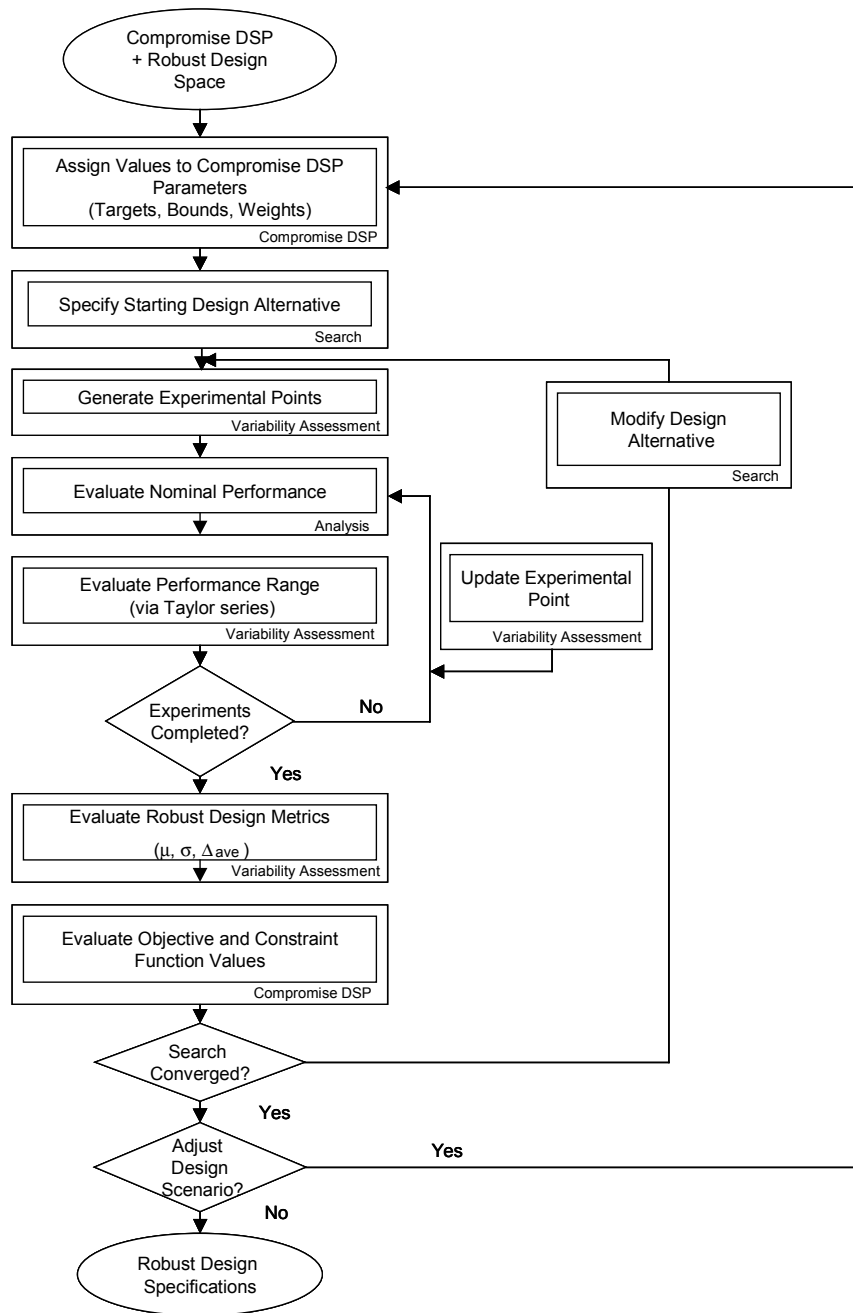 Compromise DSP
+ Robust Design
Space
Assign Values to Compromise DSP
Parameters
(Targets, Bounds, Weights)
Compromise DSP
Specify Starting Design Alternative
Search
Generate Experimental Points
Variability Assessment
Modify Design
Alternative
Search
Evaluate Nominal Performance
Analysis
Evaluate Performance Range
(via Taylor series)
Variability Assessment
Update Experimental
Point
Variability Assessment
Experiments
Completed?
No
Yes
Evaluate Robust Design Metrics
(μ, σ, Δave )
Variability Assessment
Evaluate Objective and Constraint
Function Values
Compromise DSP
Search
Converged?
Yes
Adjust
Design
Scenario?
Yes
No
Robust Design
Specifications